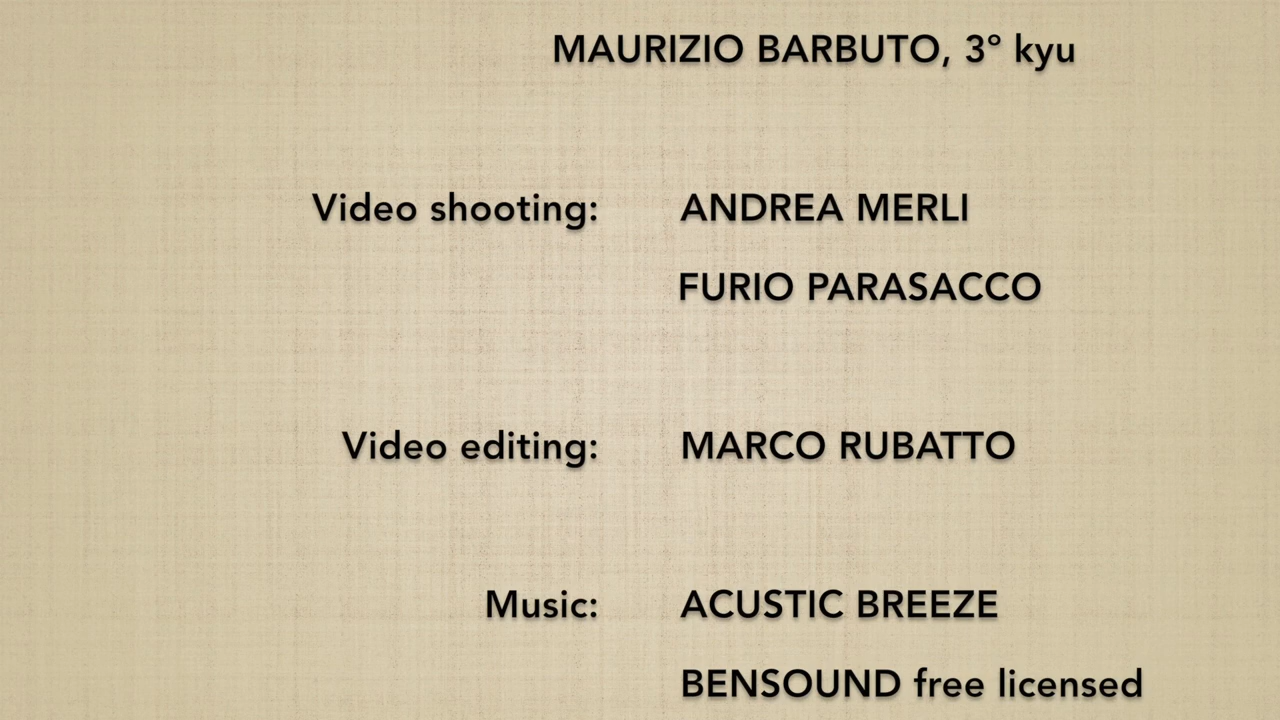 MAURIZIO BARBUTO, 3° kyu
Video shooting: ANDREA MERLI
FURIO PARASACCO
Video editing: MARCO RUBATTO
Music: ACUSTIC BREEZE
BENSOUND free licensed